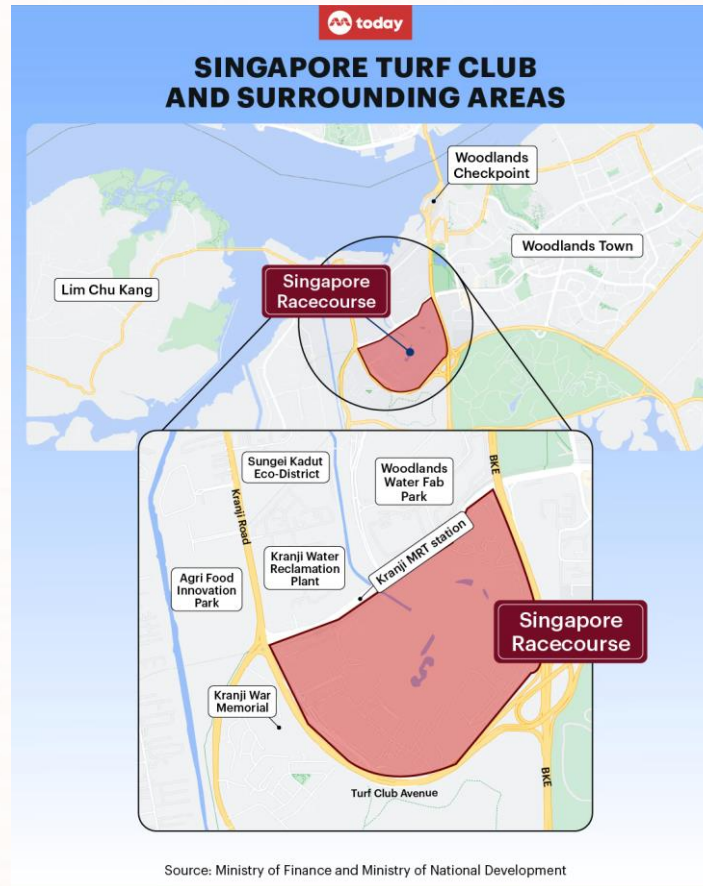 today
SINGAPORE TURF CLUB
AND SURROUNDING AREAS
Woodlands
Checkpoint
Woodlands Town
Lim Chu Kang
Singapore
Racecourse
Sungei Kadut
Eco-District
Woodlands
Water Fab
Park
BKE
Kranji Road
Kranji MRT station
Kranji Water
Reclamation
Plant
Agri Food
Innovation
Park
Singapore
Racecourse
Kranji War
Memorial
BKE
Turf Club Avenue
Source: Ministry of Finance and Ministry of National Development